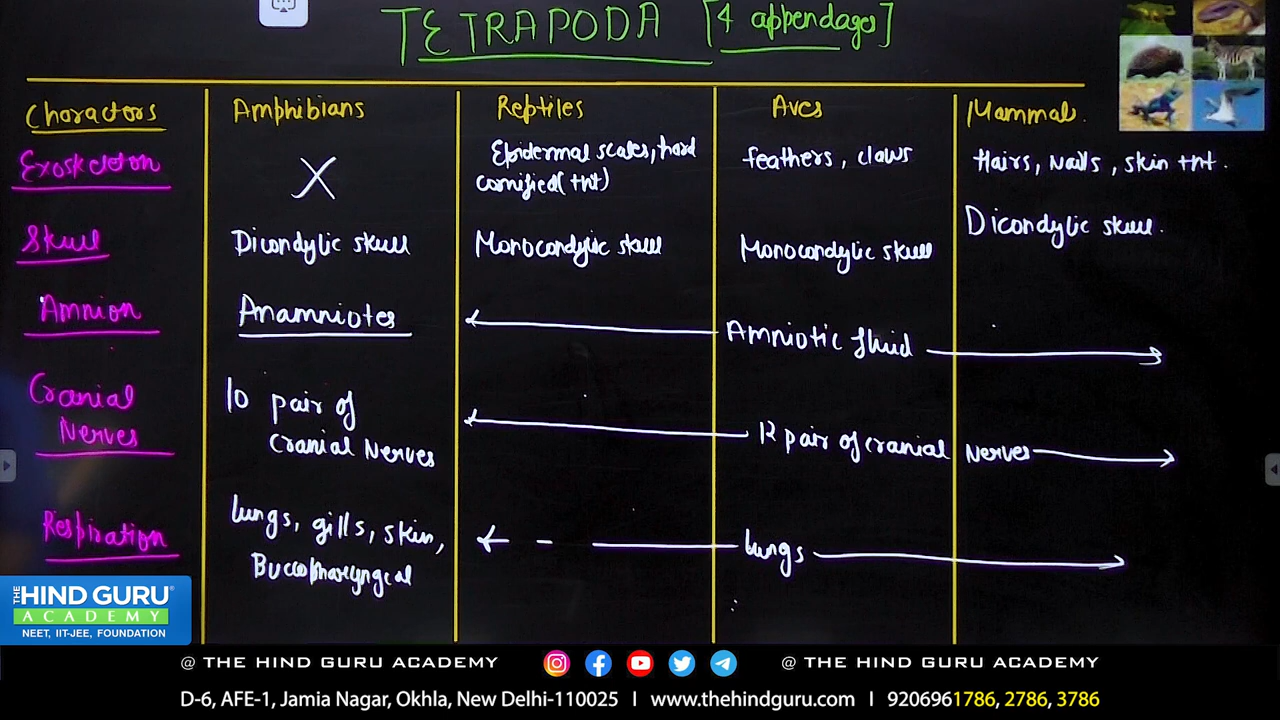 TETRAPODA [4 appendages]
Charactors Amphibians Reptiles Aves Mammals.
Exoskeleton X Epidermal scales, hard feathers, claws Hairs, Nails, skin tnt.
cornified (tnt)
Skull Dicondylic skull Monocondylic skull Monocondylic skull Dicondylic skull.
Amnion Anamniotes Amniotic fluid
Cranial Nerves 10 pair of 12 pair of cranial Nerves
Cranial Nerves
Respiration lungs, gills, skin, lungs
Buccopharyngeal
THE HIND GURU®
ACADEMY
NEET, IIT-JEE, FOUNDATION
@ THE HIND GURU ACADEMY @ THE HIND GURU ACADEMY
D-6, AFE-1, Jamia Nagar, Okhla, New Delhi-110025 | www.thehindguru.com | 9206961786, 2786, 3786